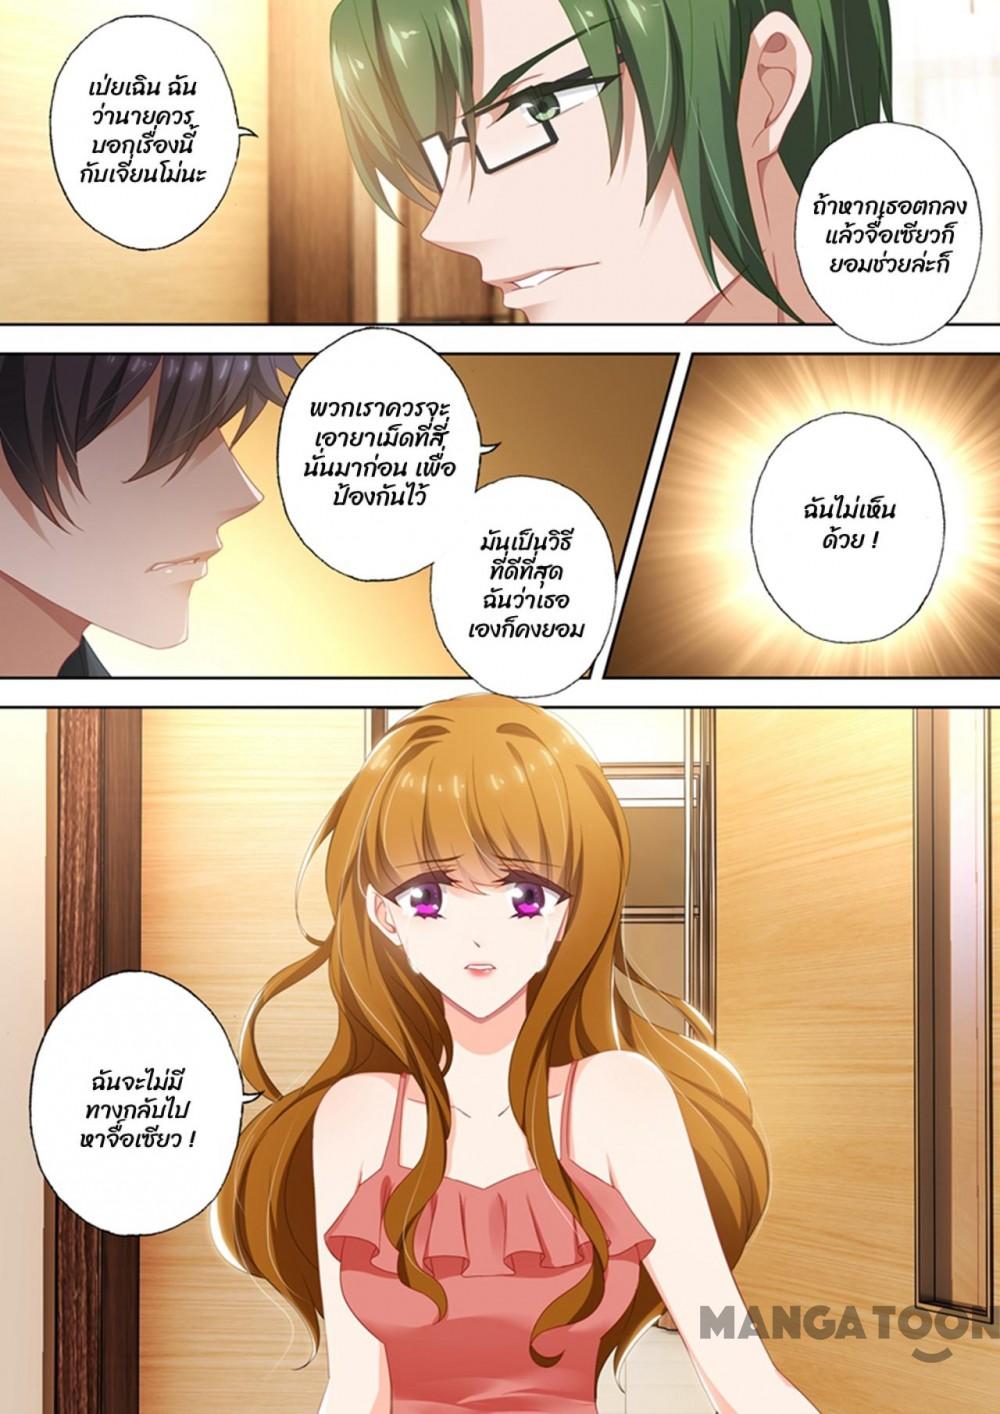 เป่ยเฉิน ฉัน
ว่านายควร
บอกเรื่องนี้
กับเจี่ยนโม่นะ
ถ้าหากเธอตกลง
แล้วจื่อเซียวก็
ยอมช่วยล่ะก็
พวกเราควรจะ
เอายาเม็ดที่สี่
นั่นมาก่อน เพื่อ
ป้องกันไว้
มันเป็นวิธี
ที่ดีที่สุด
ฉันว่าเธอ
เองก็คงยอม
ฉันไม่เห็น
ด้วย !
ฉันจะไม่มี
ทางกลับไป
หาจื่อเซียว !
MANGATOON